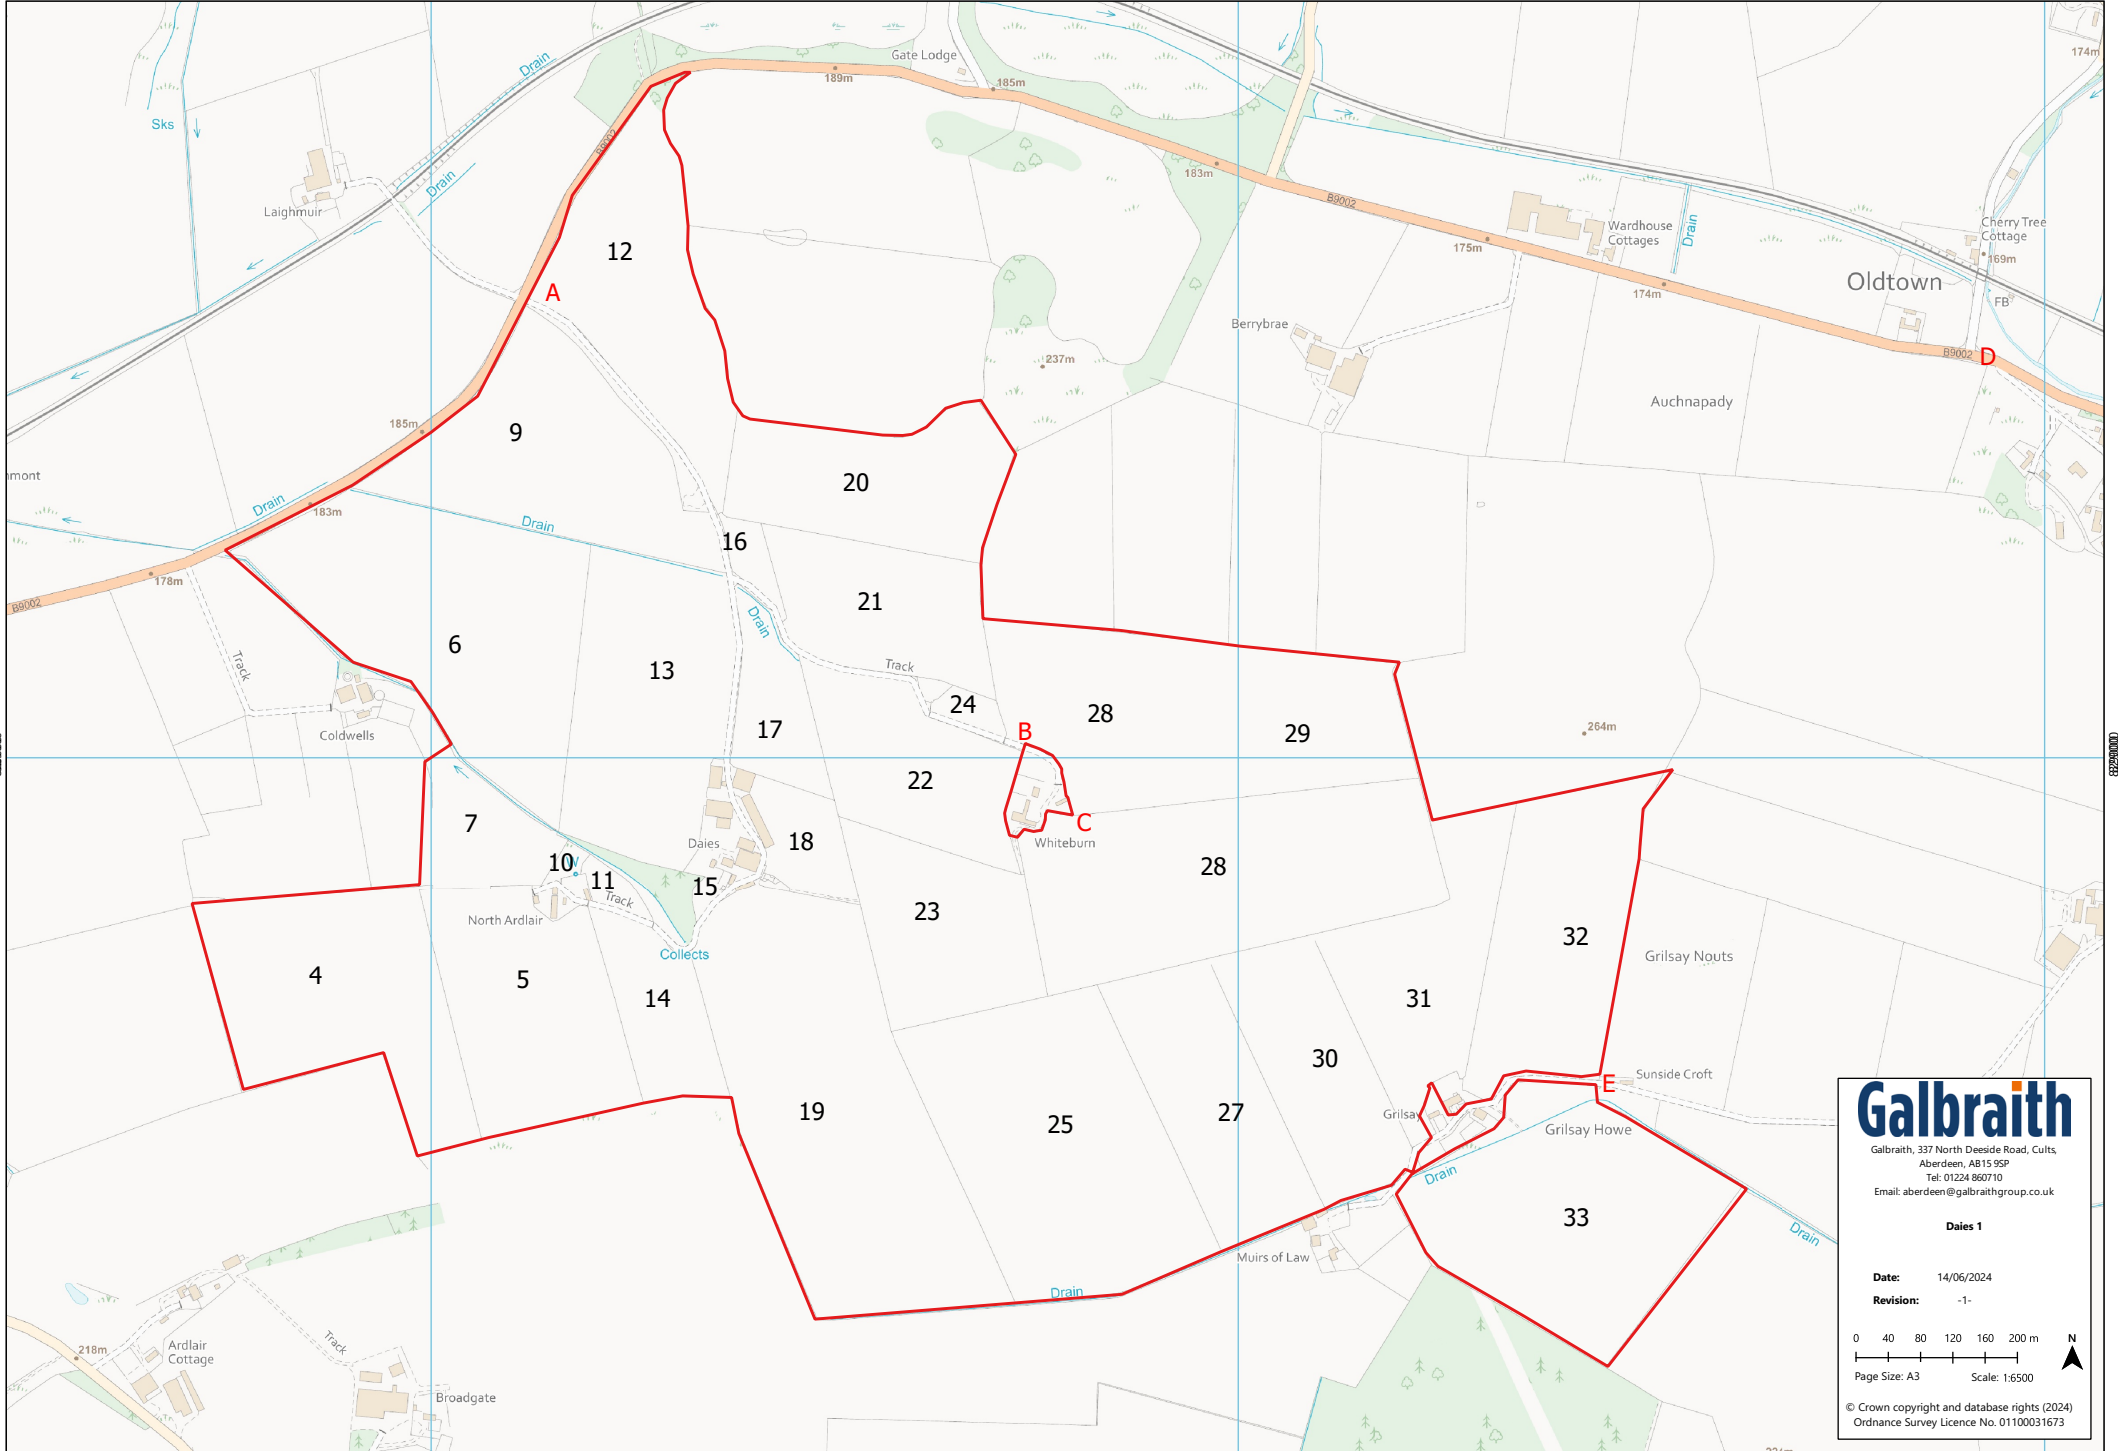 Gate Lodge
174m
Drain
189m
185m
Sks
B9002
Drain
183m
Laighmuir
B9002
Wardhouse
Cottages
Drain
Cherry Tree
Cottage
12
175m
169m
A
174m
Oldtown
FB
Berrybrae
B9002
D
237m
Auchnapady
185m
9
20
Drain
183m
Drain
16
178m
B9002
21
Drain
6
Track
13
Track
24
28
17
B
29
264m
Coldwells
22
7
C
18
Daies
Whiteburn
10
W
11
15
28
Track
North Ardlair
23
32
Collects
Grilsay Nouts
4
5
14
31
30
Sunside Croft
E
19
27
Grilsay
25
Grilsay Howe
Drain
33
Drain
Muirs of Law
Drain
Track
Ardlair
Cottage
218m
Broadgate
Galbraith
Galbraith, 337 North Deeside Road, Cults,
Aberdeen, AB15 9SP
Tel: 01224 860710
Email: aberdeen@galbraithgroup.co.uk
Daies 1
Date: 14/06/2024
Revision: -1-
0 40 80 120 160 200 m N
Page Size: A3 Scale: 1:6500
© Crown copyright and database rights (2024)
Ordnance Survey Licence No. 01100031673